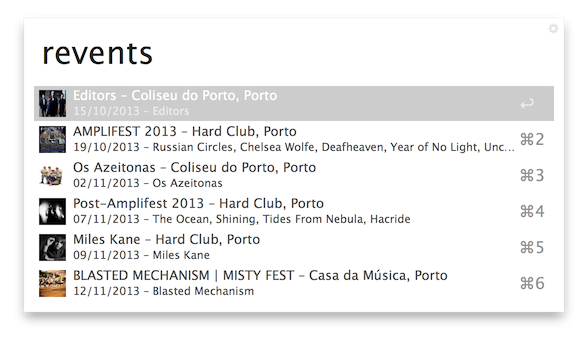 revents
Editors – Coliseu do Porto, Porto
15/10/2013 – Editors
↩
AMPLIFEST 2013 – Hard Club, Porto
19/10/2013 – Russian Circles, Chelsea Wolfe, Deafheaven, Year of No Light, Unc...
⌘2
Os Azeitonas – Coliseu do Porto, Porto
02/11/2013 – Os Azeitonas
⌘3
Post-Amplifest 2013 – Hard Club, Porto
07/11/2013 – The Ocean, Shining, Tides From Nebula, Hacride
⌘4
Miles Kane – Hard Club, Porto
09/11/2013 – Miles Kane
⌘5
BLASTED MECHANISM | MISTY FEST – Casa da Música, Porto
12/11/2013 – Blasted Mechanism
⌘6